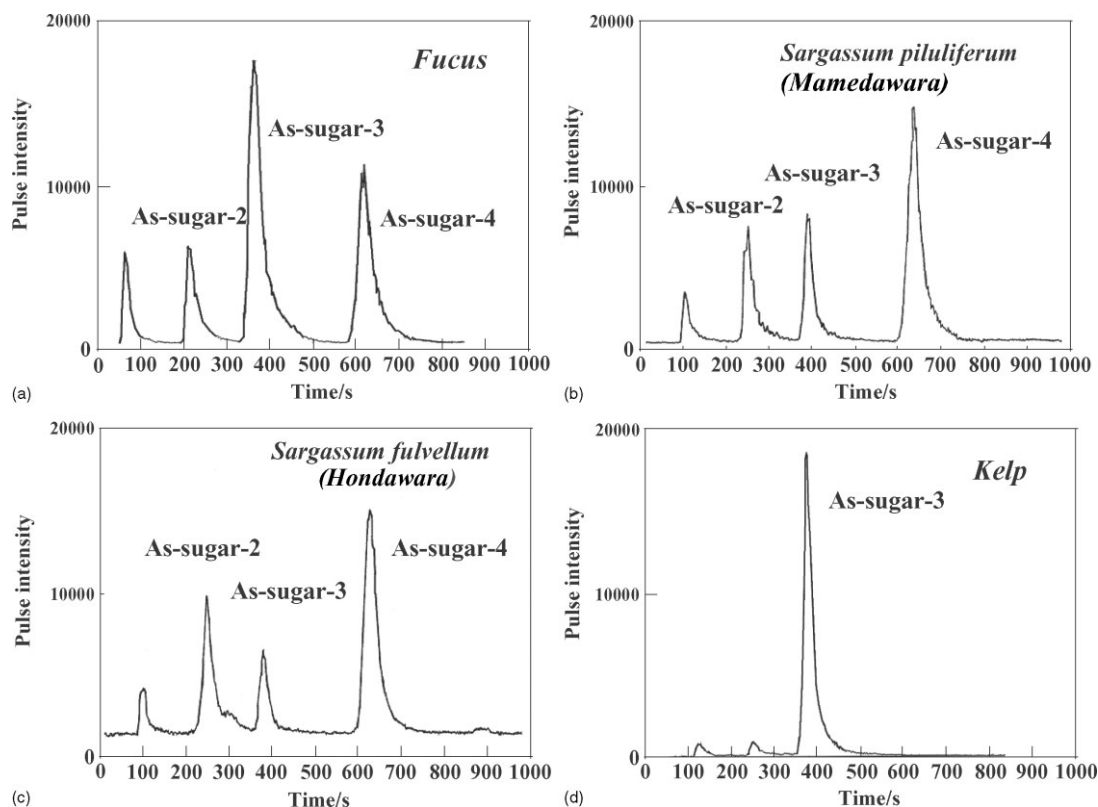 20000
Fucus
As-sugar-3
As-sugar-2
As-sugar-4
10000
0
0 100 200 300 400 500 600 700 800 900 1000
Pulse intensity
Time/s
(a)
20000
Sargassum piluliferum
(Mamedawara)
As-sugar-4
As-sugar-3
As-sugar-2
10000
0
0 100 200 300 400 500 600 700 800 900 1000
Pulse intensity
Time/s
(b)
20000
Sargassum fulvellum
(Hondawara)
As-sugar-2
As-sugar-4
As-sugar-3
10000
0
0 100 200 300 400 500 600 700 800 900 1000
Pulse intensity
Time/s
(c)
20000
Kelp
As-sugar-3
10000
0
0 100 200 300 400 500 600 700 800 900 1000
Pulse intensity
Time/s
(d)